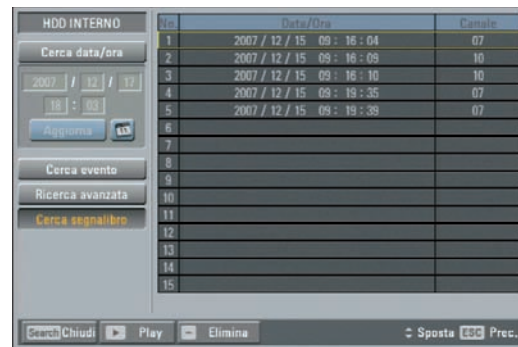 HDD INTERNO
Cerca data/ora
2007 / 12 / 17
18 : 03
Aggiorna
Cerca evento
Ricerca avanzata
Cerca segnalibro
No. Data/Ora Canale
1 2007 / 12 / 15 09 : 16 : 04 07
2 2007 / 12 / 15 09 : 16 : 09 10
3 2007 / 12 / 15 09 : 16 : 10 10
4 2007 / 12 / 15 09 : 19 : 35 07
5 2007 / 12 / 15 09 : 19 : 39 07
6
7
8
9
10
11
12
13
14
15
Search Chiudi Play Elimina Sposta ESC Prec.